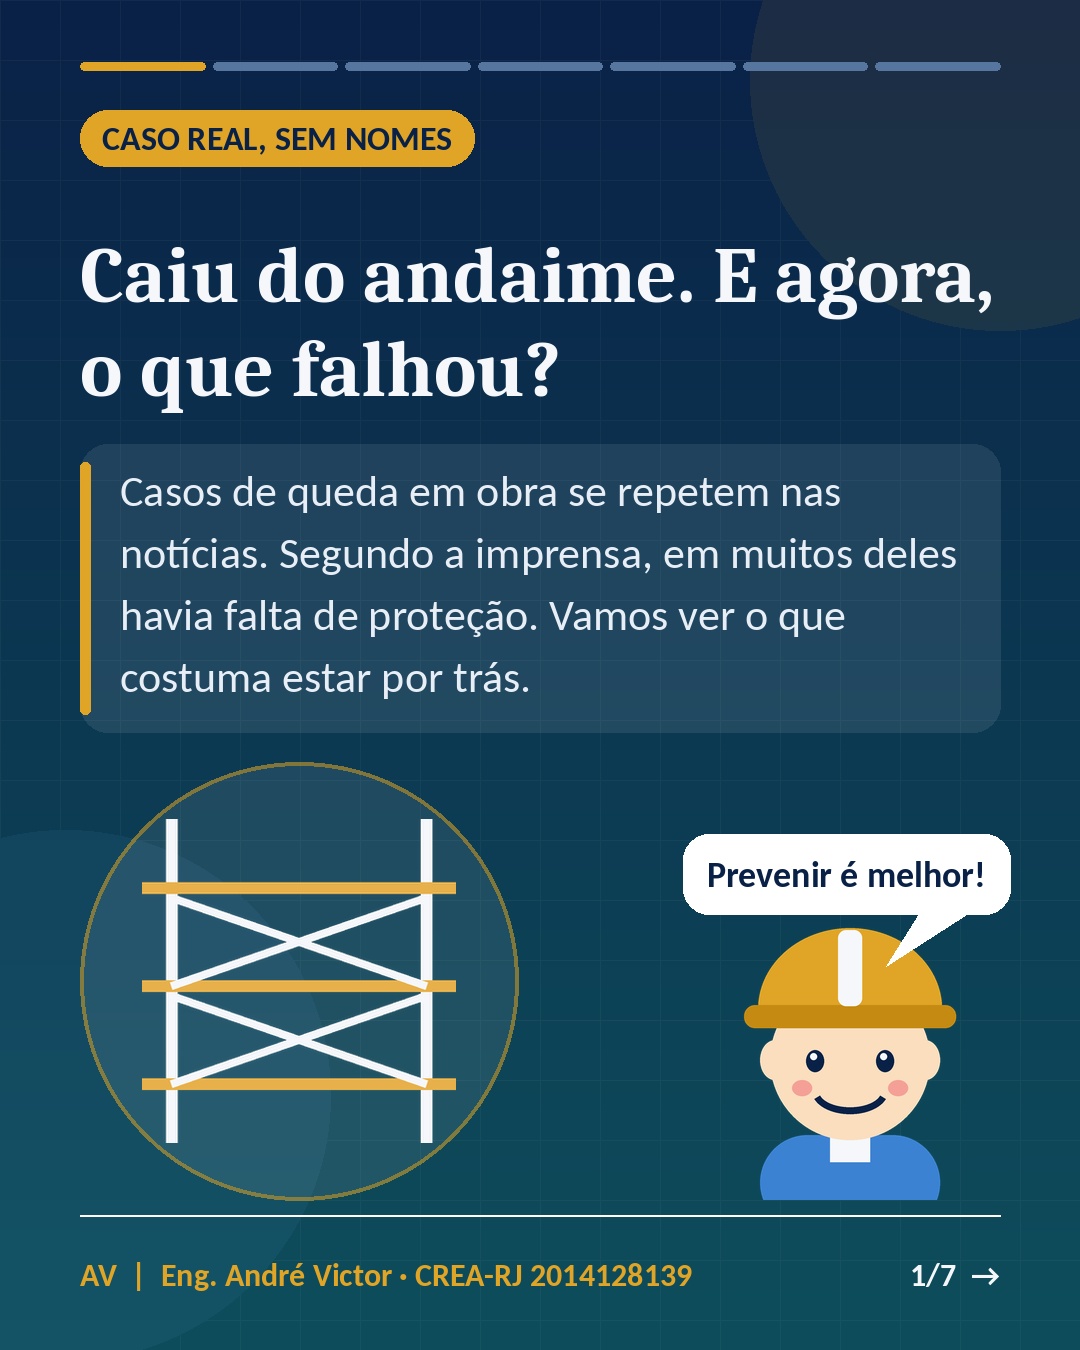 CASO REAL, SEM NOMES
Caiu do andaime. E agora,
o que falhou?
Casos de queda em obra se repetem nas
notícias. Segundo a imprensa, em muitos deles
havia falta de proteção. Vamos ver o que
costuma estar por trás.
Prevenir é melhor!
AV | Eng. André Victor · CREA-RJ 2014128139
1/7 →